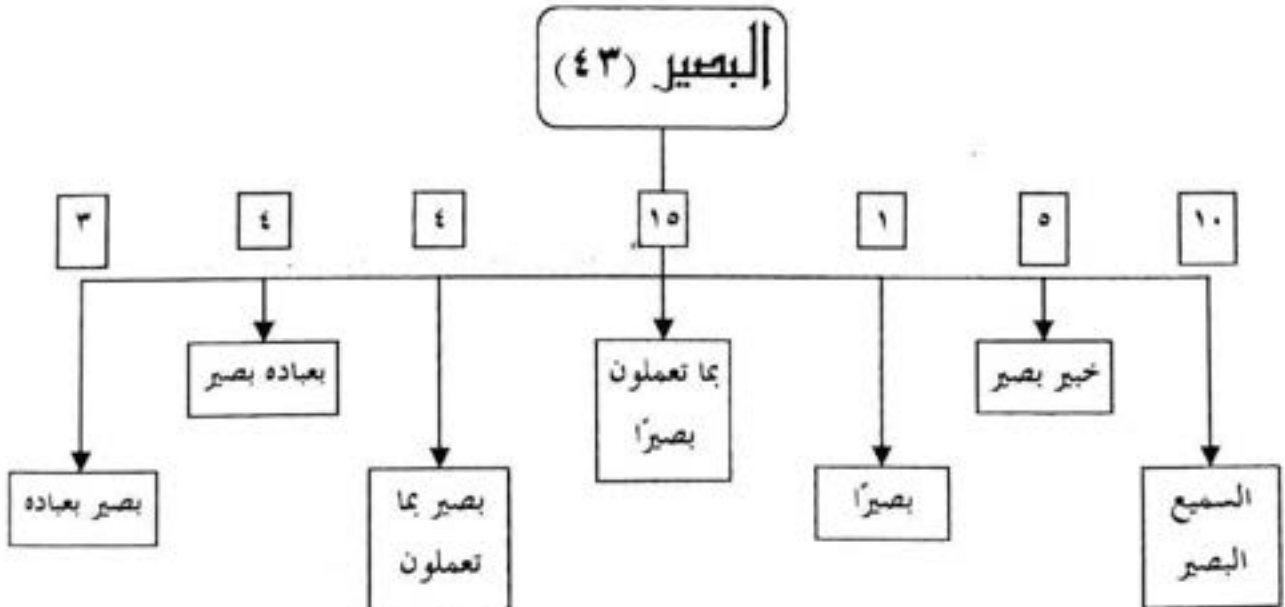 البصير (٤٣)
١٠
٥
١
١٥
٤
٤
٣
بعباده بصير
بما تعملون
بصيرًا
خبير بصير
بصير بعباده
بصير بما
تعملون
بصيرًا
السميع
البصير